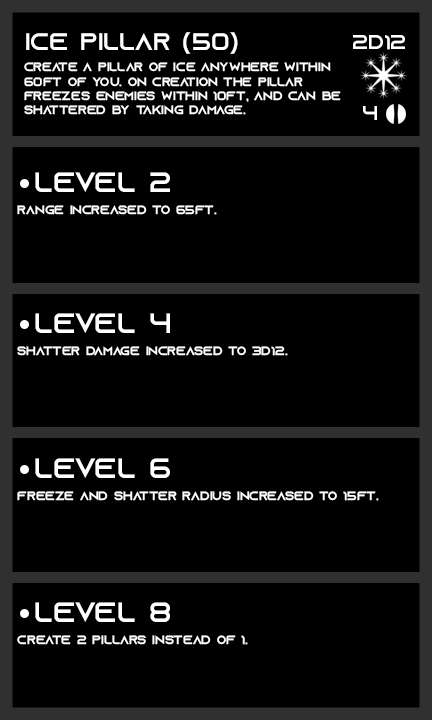 ICE PILLAR (50)
2D12
CREATE A PILLAR OF ICE ANYWHERE WITHIN
60FT OF YOU. ON CREATION THE PILLAR
FREEZES ENEMIES WITHIN 10FT, AND CAN BE
SHATTERED BY TAKING DAMAGE.
4
•LEVEL 2
RANGE INCREASED TO 65FT.
•LEVEL 4
SHATTER DAMAGE INCREASED TO 3D12.
•LEVEL 6
FREEZE AND SHATTER RADIUS INCREASED TO 15FT.
•LEVEL 8
CREATE 2 PILLARS INSTEAD OF 1.